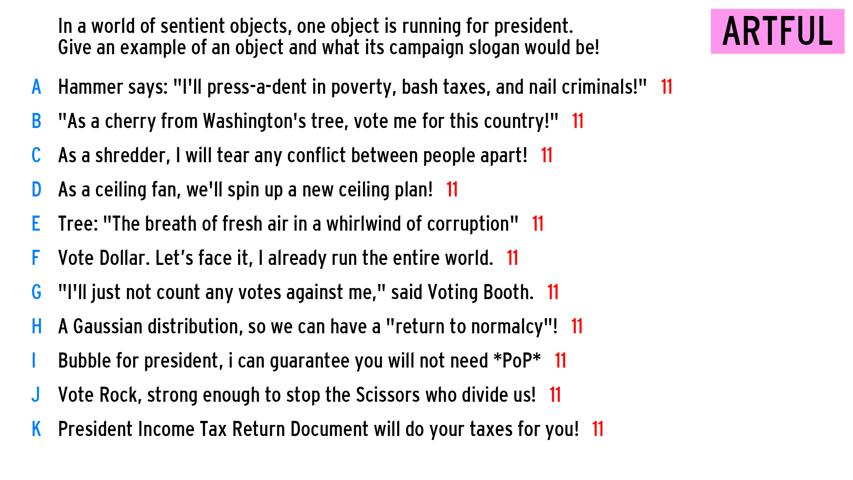 In a world of sentient objects, one object is running for president.
Give an example of an object and what its campaign slogan would be!
ARTFUL
A Hammer says: "I'll press-a-dent in poverty, bash taxes, and nail criminals!" 11
B "As a cherry from Washington's tree, vote me for this country!" 11
C As a shredder, I will tear any conflict between people apart! 11
D As a ceiling fan, we'll spin up a new ceiling plan! 11
E Tree: "The breath of fresh air in a whirlwind of corruption" 11
F Vote Dollar. Let’s face it, I already run the entire world. 11
G "I'll just not count any votes against me," said Voting Booth. 11
H A Gaussian distribution, so we can have a "return to normalcy"! 11
I Bubble for president, i can guarantee you will not need *PoP* 11
J Vote Rock, strong enough to stop the Scissors who divide us! 11
K President Income Tax Return Document will do your taxes for you! 11